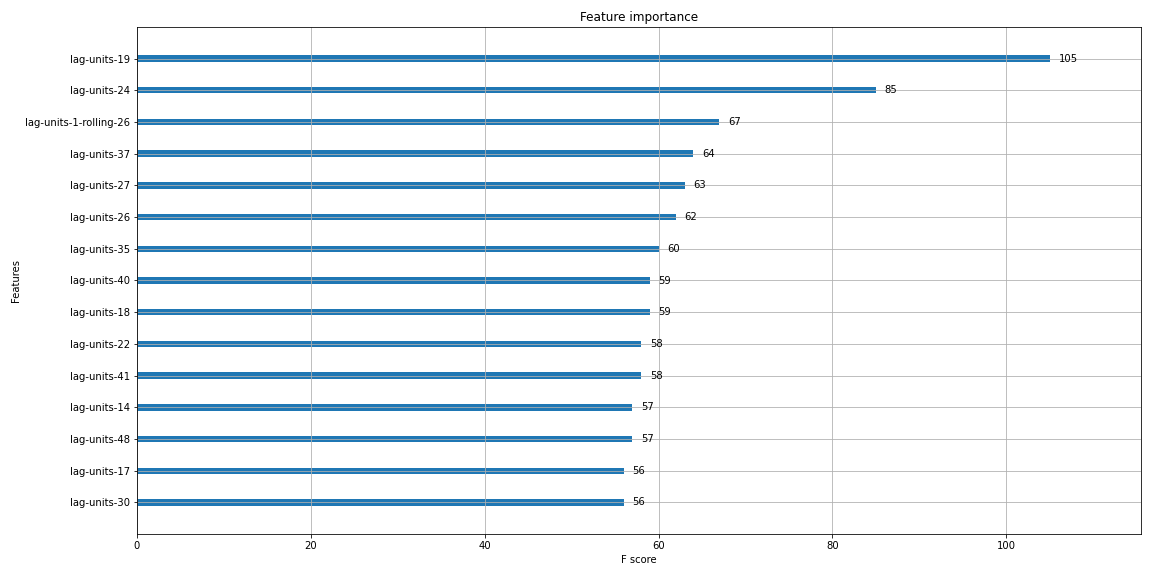 Feature importance
lag-units-19 105
lag-units-24 85
lag-units-1-rolling-26 67
lag-units-37 64
lag-units-27 63
lag-units-26 62
lag-units-35 60
lag-units-40 59
lag-units-18 59
lag-units-22 58
lag-units-41 58
lag-units-14 57
lag-units-48 57
lag-units-17 56
lag-units-30 56
Features
0 20 40 60 80 100
F score